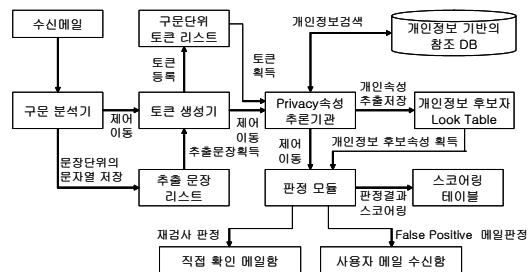 수신메일
구문단위
토큰 리스트
개인정보검색
개인정보 기반의
참조 DB
토큰
등록
토큰
획득
구문 분석기
제어
이동
토큰 생성기
제어
이동
Privacy속성
추론기관
개인속성
추출저장
개인정보 후보자
Look Table
문장단위의
문자열 저장
추출문장획득
제어
이동
개인정보 후보속성 획득
추출 문장
리스트
판정 모듈
판정결과
스코어링
스코어링
테이블
재검사 판정
False Positive 메일판정
직접 확인 메일함
사용자 메일 수신함